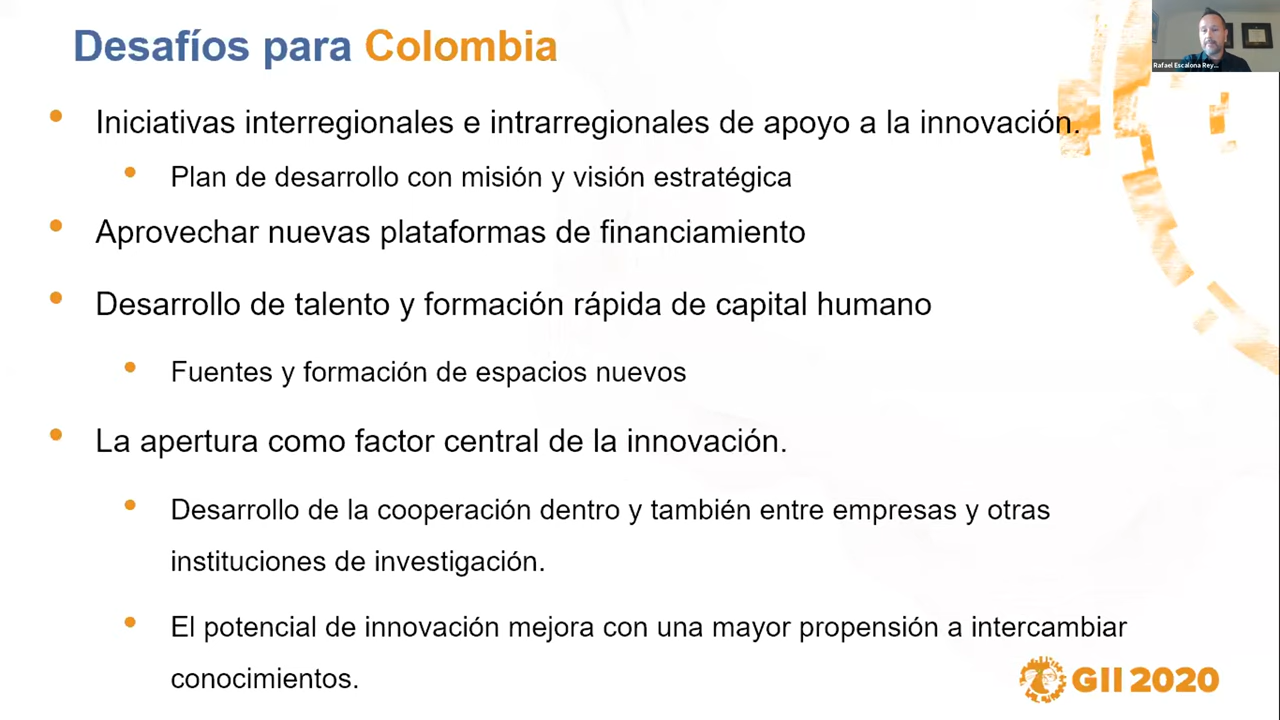 Desafíos para Colombia
Rafael Escalona Rey...
Iniciativas interregionales e intrarregionales de apoyo a la innovación.
Plan de desarrollo con misión y visión estratégica
Aprovechar nuevas plataformas de financiamiento
Desarrollo de talento y formación rápida de capital humano
Fuentes y formación de espacios nuevos
La apertura como factor central de la innovación.
Desarrollo de la cooperación dentro y también entre empresas y otras
instituciones de investigación.
El potencial de innovación mejora con una mayor propensión a intercambiar
conocimientos.
GII 2020